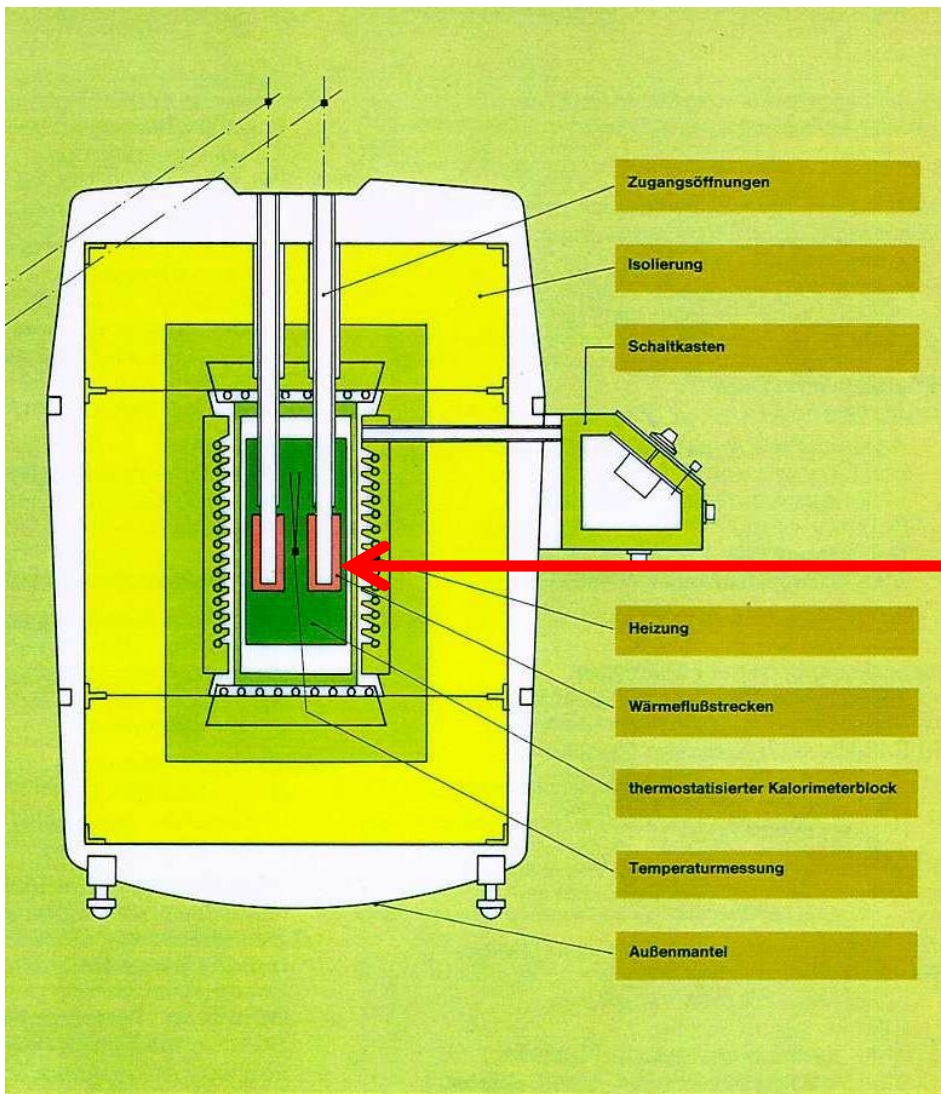 Zugangsöffnungen
Isolierung
Schaltkasten
Heizung
Wärmeflußstrecken
thermostatisierter Kalorimeterblock
Temperaturmessung
Außenmantel